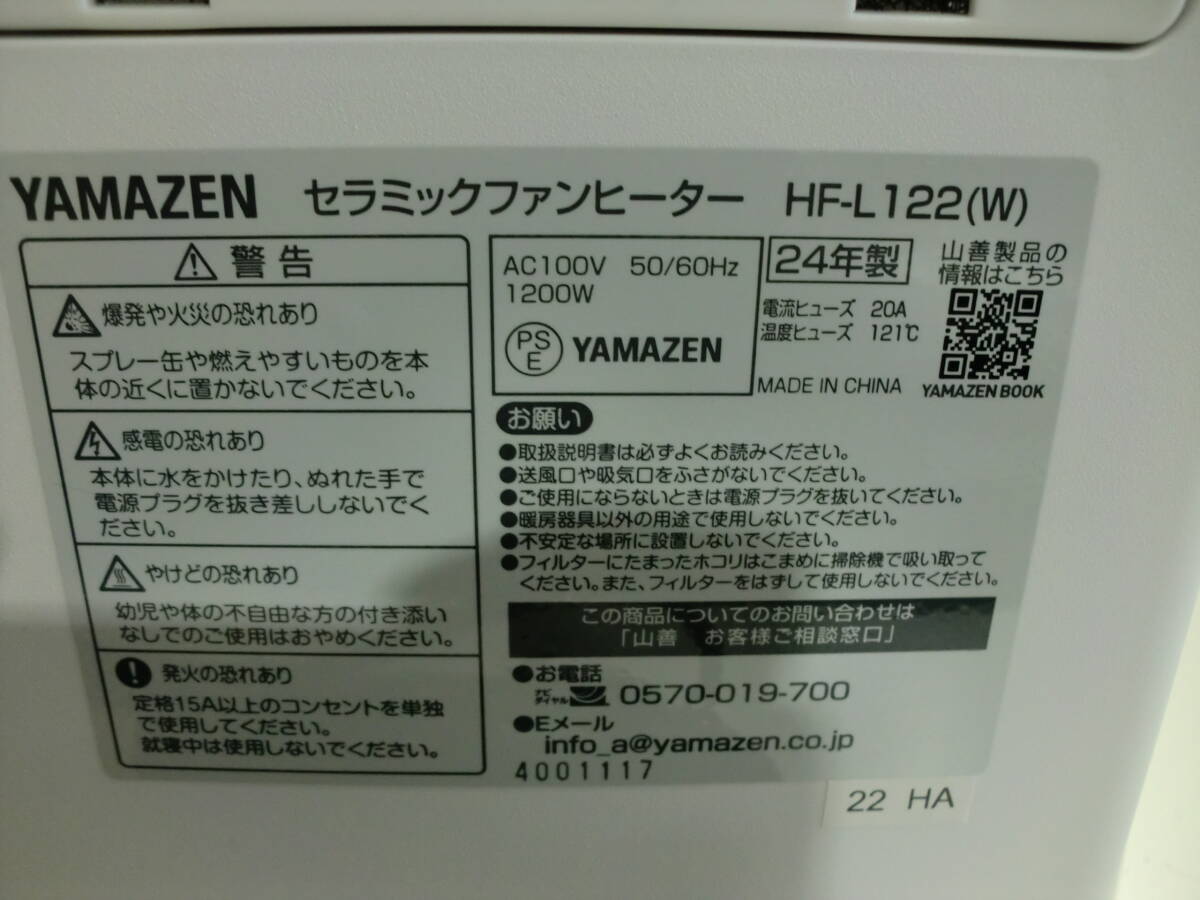 YAMAZEN セラミックファンヒーター HF-L122(W)
警告
爆発や火災の恐れあり
スプレー缶や燃えやすいものを本
体の近くに置かないでください。
感電の恐れあり
本体に水をかけたり、ぬれた手で
電源プラグを抜き差ししないでく
ださい。
やけどの恐れあり
幼児や体の不自由な方の付き添い
なしでのご使用はおやめください。
発火の恐れあり
定格15A以上のコンセントを単独
で使用してください。
就寝中は使用しないでください。
AC100V 50/60Hz
1200W
PS
E
YAMAZEN
24年製
電流ヒューズ 20A
温度ヒューズ 121℃
MADE IN CHINA
山善製品の
情報はこちら
YAMAZEN BOOK
お願い
●取扱説明書は必ずよくお読みください。
●送風口や吸気口をふさがないでください。
●ご使用にならないときは電源プラグを抜いてください。
●暖房器具以外の用途で使用しないでください。
●不安定な場所に設置しないでください。
●フィルターにたまったホコリはこまめに掃除機で吸い取って
ください。また、フィルターをはずして使用しないでください。
この商品についてのお問い合わせは
「山善 お客様ご相談窓口」
●お電話
ナビ
ダイヤル
0570-019-700
●Eメール
info_a@yamazen.co.jp
4001117
22 HA